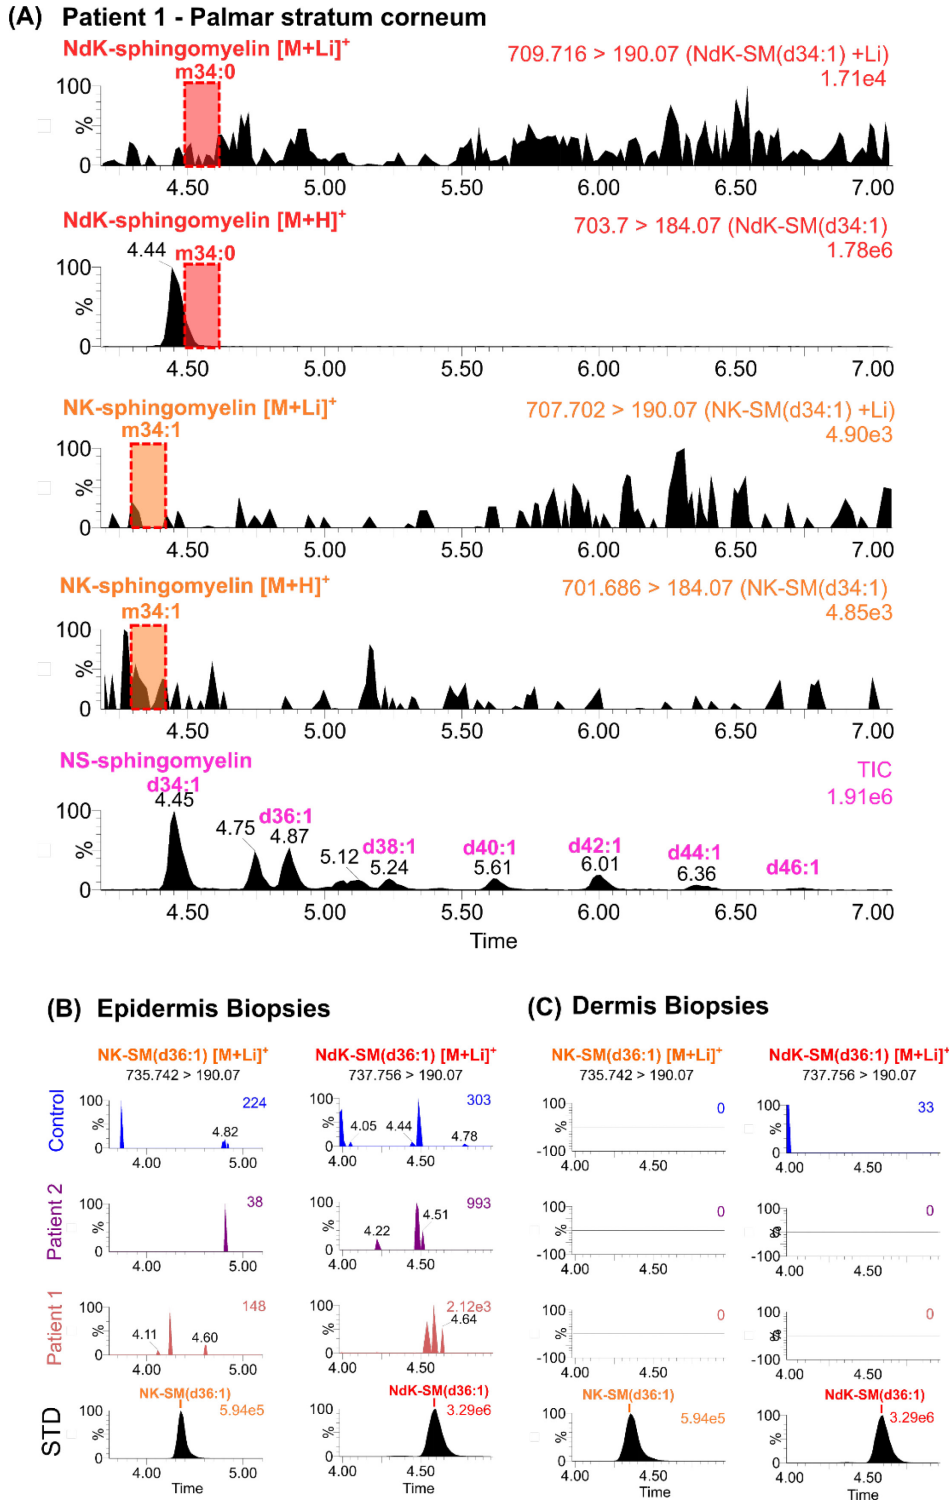 (A) Patient 1 - Palmar stratum corneum
NdK-sphingomyelin [M+Li]+
709.716 > 190.07 (NdK-SM(d34:1) +Li)
m34:0
1.71e4
100
%
0
4.50 5.00 5.50 6.00 6.50 7.00
NdK-sphingomyelin [M+H]+
703.7 > 184.07 (NdK-SM(d34:1)
4.44
m34:0
1.78e6
100
%
0
4.50 5.00 5.50 6.00 6.50 7.00
NK-sphingomyelin [M+Li]+
707.702 > 190.07 (NK-SM(d34:1) +Li)
m34:1
4.90e3
100
%
0
4.50 5.00 5.50 6.00 6.50 7.00
NK-sphingomyelin [M+H]+
701.686 > 184.07 (NK-SM(d34:1)
m34:1
4.85e3
100
%
0
4.50 5.00 5.50 6.00 6.50 7.00
NS-sphingomyelin
TIC
1.91e6
d34:1
4.45
4.75
d36:1
4.87
5.12
d38:1
5.24
d40:1
5.61
d42:1
6.01
d44:1
6.36
d46:1
100
%
0
4.50 5.00 5.50 6.00 6.50 7.00
Time
(B) Epidermis Biopsies
NK-SM(d36:1) [M+Li]+
735.742 > 190.07
NdK-SM(d36:1) [M+Li]+
737.756 > 190.07
Control
100
%
0
224
4.82
4.00 5.00
100
%
0
303
4.05
4.44
4.78
4.00 4.50
Patient 2
100
%
0
38
4.00 5.00
100
%
0
993
4.22
4.51
4.00 4.50
Patient 1
100
%
0
148
4.11
4.60
4.00 5.00
100
%
0
2.12e3
4.64
4.00 4.50
STD
NK-SM(d36:1)
5.94e5
100
%
0
4.00 5.00
Time
NdK-SM(d36:1)
3.29e6
100
%
0
4.00 4.50
Time
(C) Dermis Biopsies
NK-SM(d36:1) [M+Li]+
735.742 > 190.07
NdK-SM(d36:1) [M+Li]+
737.756 > 190.07
100
%
-100
0
4.00 4.50
100
%
0
33
4.00 4.50
100
%
-100
0
4.00 4.50
100
%
-100
0
4.00 4.50
100
%
-100
0
4.00 4.50
100
%
-100
0
4.00 4.50
NK-SM(d36:1)
5.94e5
100
%
0
4.00 4.50
Time
NdK-SM(d36:1)
3.29e6
100
%
0
4.00 4.50
Time